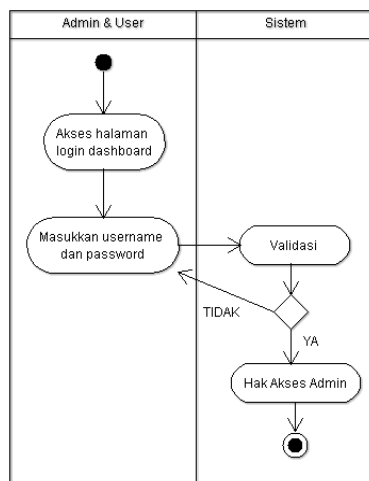 Admin & User
Sistem
Akses halaman
login dashboard
Masukkan username
dan password
Validasi
TIDAK
YA
Hak Akses Admin